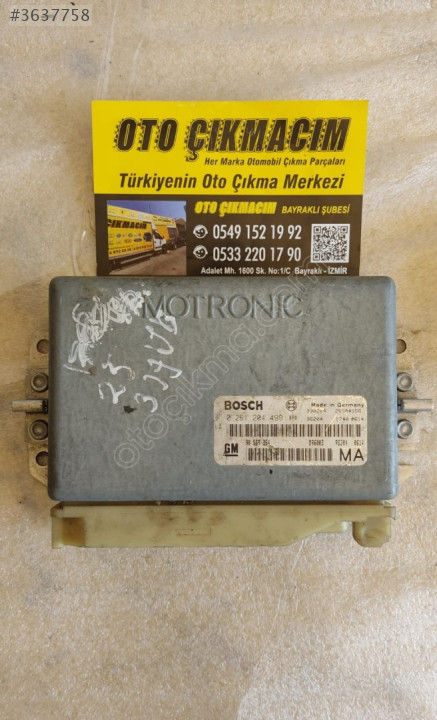 #3637758
OTO ÇIKMACIM
Her Marka Otomobil Çıkma Parçaları
Türkiyenin Oto Çıkma Merkezi
OTO ÇIKMACIM BAYRAKLI ŞUBESİ
0549 152 19 92
0533 220 17 90
Adalet Mh. 1600 Sk. No:1/C Bayraklı - İZMİR
MOTRONIC
25
BOSCH Made in Germany
0 261 204 499
GM
MA